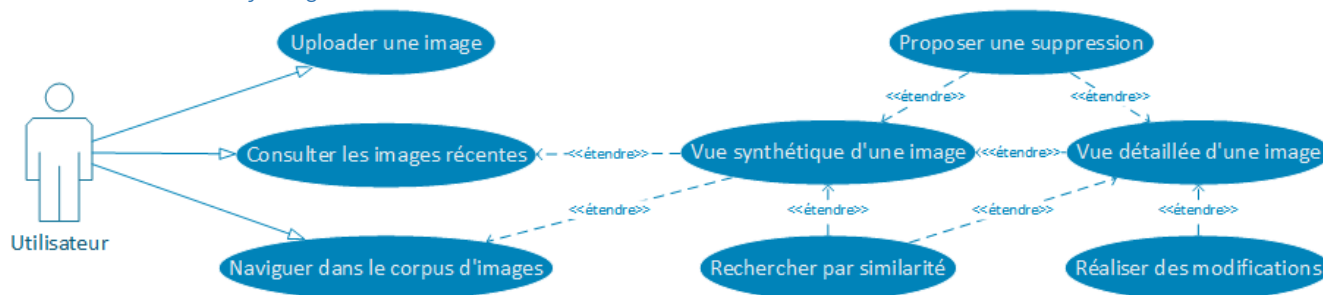 Uploader une image
Proposer une suppression
<<étendre>>
<<étendre>>
Consulter les images récentes
<<étendre>>
Vue synthétique d'une image
<<étendre>>
Vue détaillée d'une image
<<étendre>>
<<étendre>>
<<étendre>>
<<étendre>>
Utilisateur
Naviguer dans le corpus d'images
Rechercher par similarité
Réaliser des modifications